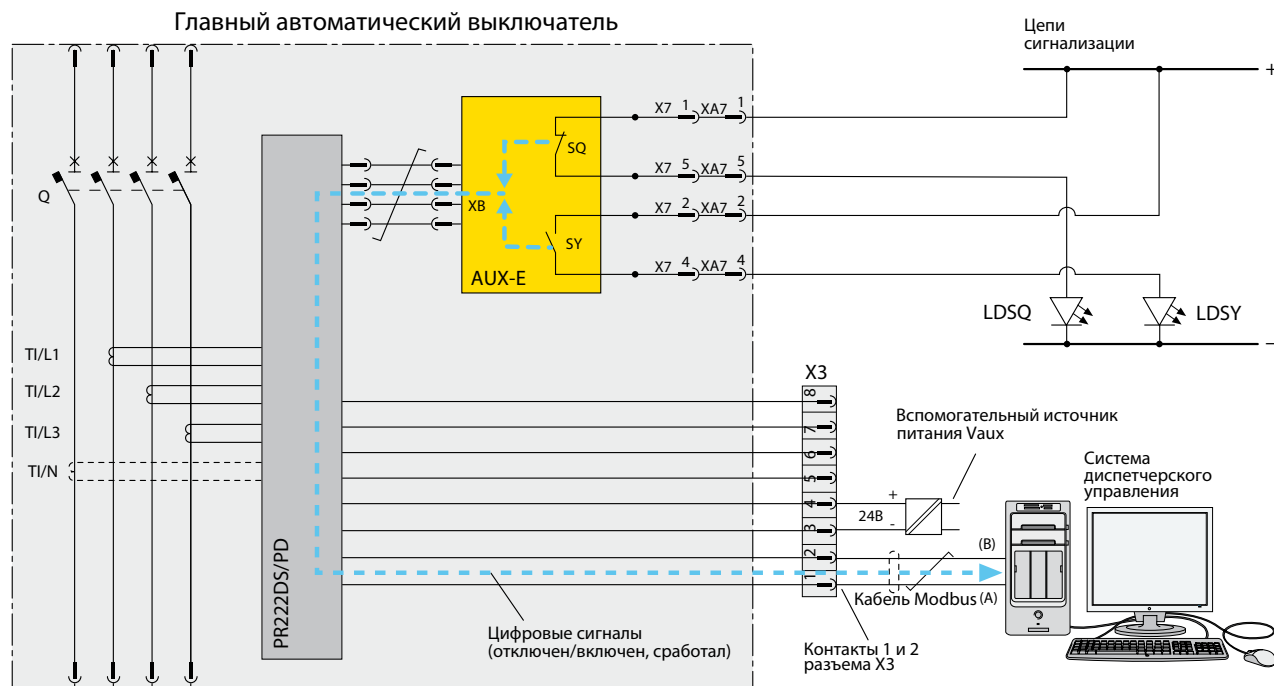 Главный автоматический выключатель
Цепи
сигнализации
+
X7 1 XA7 1
SQ
X7 5 XA7 5
Q
XB
X7 2 XA7 2
SY
X7 4 XA7 4
AUX-E
LDSQ
LDSY
−
TI/L1
TI/L2
TI/L3
TI/N
PR222DS/PD
X3
8
7
6
5
4
3
2
1
Вспомогательный источник
питания Vaux
+
24В
-
Система
диспетчерского
управления
(B)
Кабель Modbus (A)
Цифровые сигналы
(отключен/включен, сработал)
Контакты 1 и 2
разъема X3